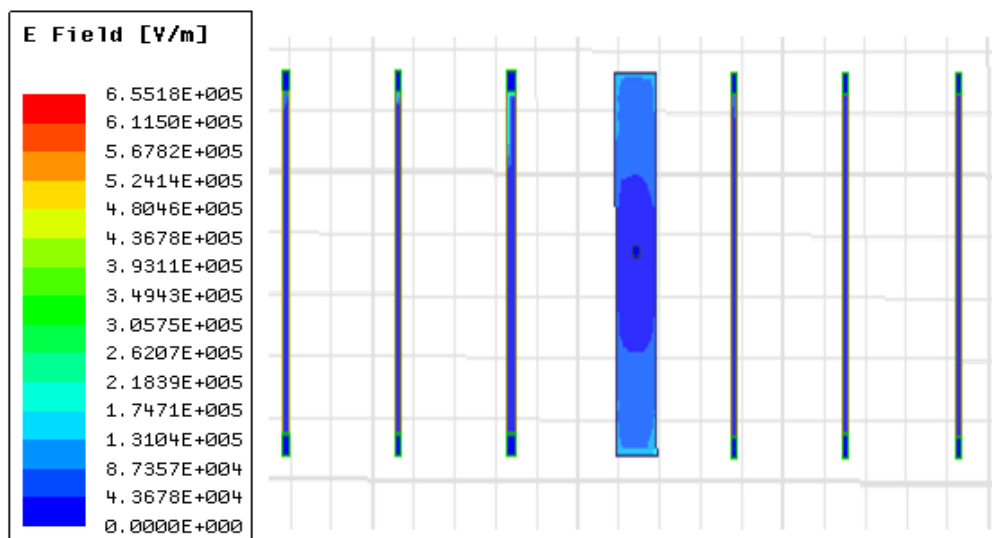 E Field [V/m]
6.5518E+005
6.1150E+005
5.6782E+005
5.2414E+005
4.8046E+005
4.3678E+005
3.9311E+005
3.4943E+005
3.0575E+005
2.6207E+005
2.1839E+005
1.7471E+005
1.3104E+005
8.7357E+004
4.3678E+004
0.0000E+000